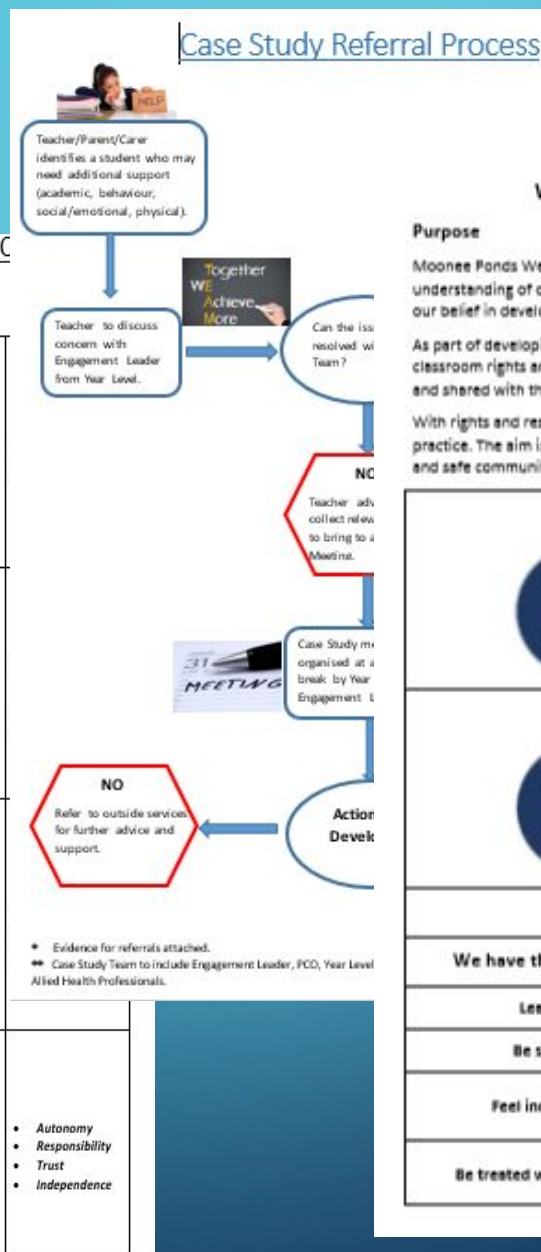 Case Study Referral Process
HELP
Teacher/Parent/Carer
identifies a student who may
need additional support
(academic, behaviour,
social/emotional, physical).
Together
WE
Achieve
More
Teacher to discuss
concern with
Engagement Leader
from Year Level.
Can the iss
resolved wi
Team?
NO
Teacher adv
collect relev
to bring to a
Meeting.
31
MEETING
Case Study me
organised at a
break by Year
Engagement L
NO
Refer to outside services
for further advice and
support.
Action
Develo
* Evidence for referrals attached.
** Case Study Team to include Engagement Leader, PCO, Year Level
Allied Health Professionals.
• Autonomy
• Responsibility
• Trust
• Independence
Purpose
Moonee Ponds We
understanding of
our belief in develo
As part of developi
classroom rights a
and shared with th
With rights and res
practice. The aim i
and safe communi
We have th
Lea
Be s
Feel in
Be treated w